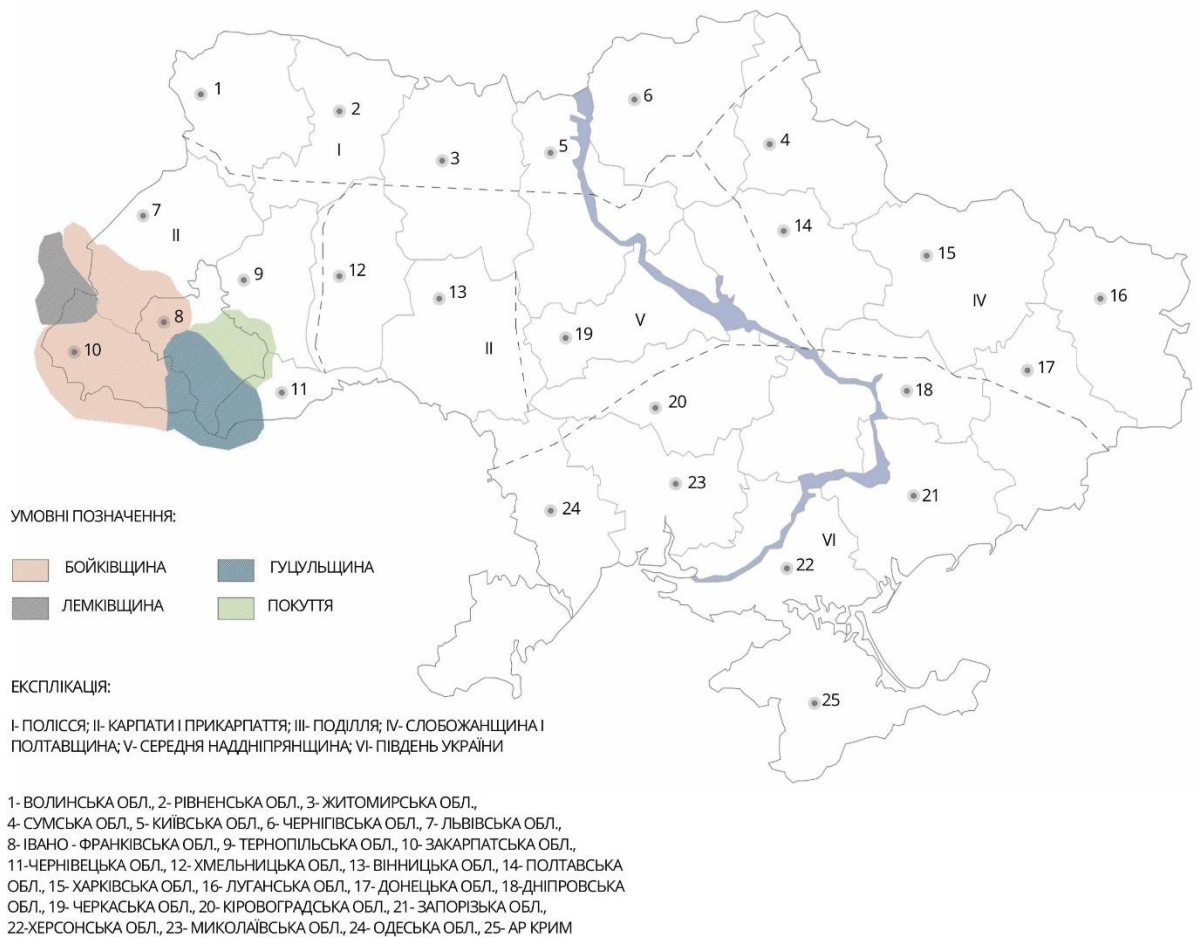 1
2
I
3
5
6
4
7
II
8
9
10
11
12
13
II
14
15
IV
16
17
V
18
19
20
21
22
VI
23
24
25
УМОВНІ ПОЗНАЧЕННЯ:
БОЙКІВЩИНА
ГУЦУЛЬЩИНА
ЛЕМКІВЩИНА
ПОКУТТЯ
ЕКСПЛІКАЦІЯ:
I- ПОЛІССЯ; II- КАРПАТИ І ПРИКАРПАТТЯ; III- ПОДІЛЛЯ; IV- СЛОБОЖАНЩИНА І
ПОЛТАВЩИНА; V- СЕРЕДНЯ НАДДНІПРЯНЩИНА; VI- ПІВДЕНЬ УКРАЇНИ
1- ВОЛИНСЬКА ОБЛ., 2- РІВНЕНСЬКА ОБЛ., 3- ЖИТОМИРСЬКА ОБЛ.,
4- СУМСЬКА ОБЛ., 5- КИЇВСЬКА ОБЛ., 6- ЧЕРНІГІВСЬКА ОБЛ., 7- ЛЬВІВСЬКА ОБЛ.,
8- ІВАНО - ФРАНКІВСЬКА ОБЛ., 9- ТЕРНОПІЛЬСЬКА ОБЛ., 10- ЗАКАРПАТСЬКА ОБЛ.,
11-ЧЕРНІВЕЦЬКА ОБЛ., 12- ХМЕЛЬНИЦЬКА ОБЛ., 13- ВІННИЦЬКА ОБЛ., 14- ПОЛТАВСЬКА
ОБЛ., 15- ХАРКІВСЬКА ОБЛ., 16- ЛУГАНСЬКА ОБЛ., 17- ДОНЕЦЬКА ОБЛ., 18-ДНІПРОВСЬКА
ОБЛ., 19- ЧЕРКАСЬКА ОБЛ., 20- КІРОВОГРАДСЬКА ОБЛ., 21- ЗАПОРІЗЬКА ОБЛ.,
22-ХЕРСОНСЬКА ОБЛ., 23- МИКОЛАЇВСЬКА ОБЛ., 24- ОДЕСЬКА ОБЛ., 25- АР КРИМ